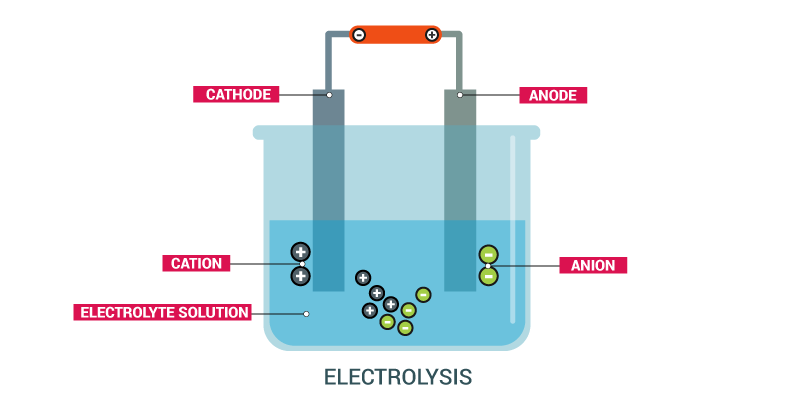 CATHODE
ANODE
CATION
ANION
ELECTROLYTE SOLUTION
ELECTROLYSIS